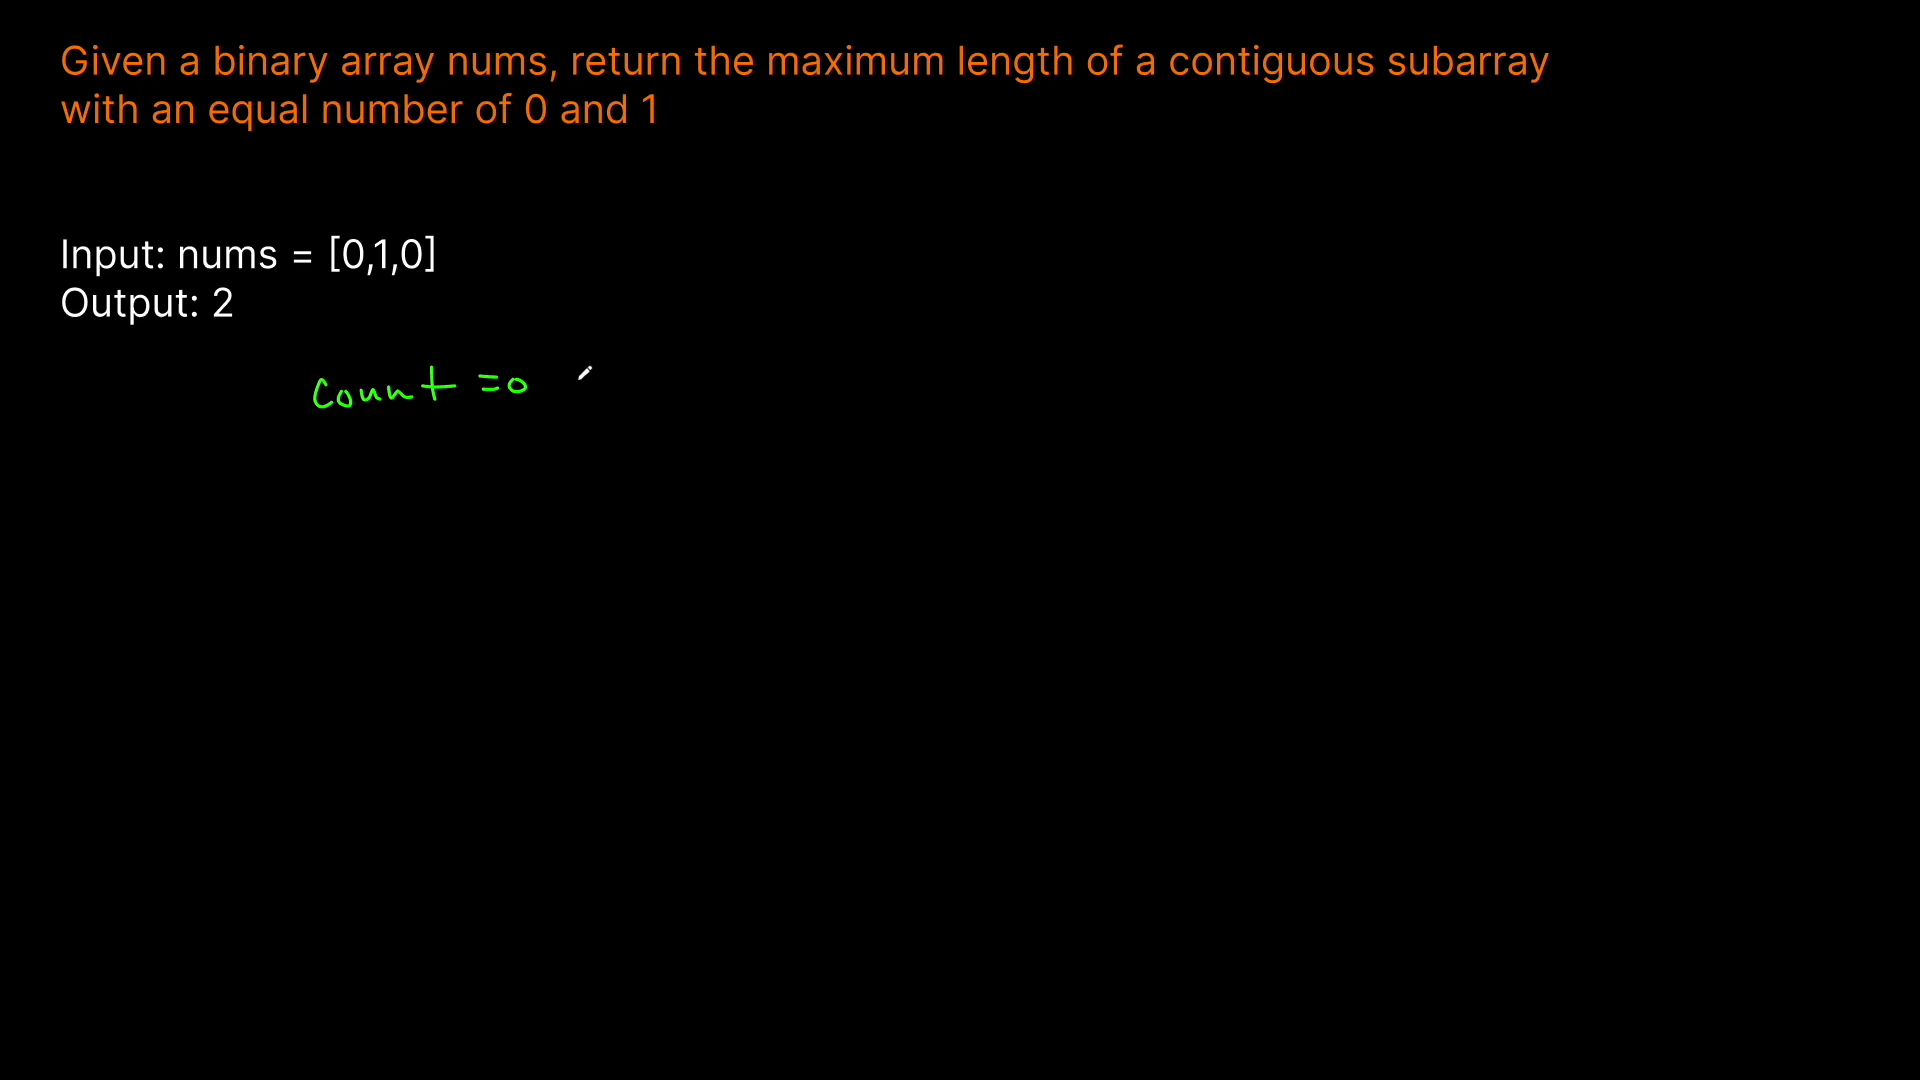 Given a binary array nums, return the maximum length of a contiguous subarray
with an equal number of 0 and 1
Input: nums = [0,1,0]
Output: 2
count =0